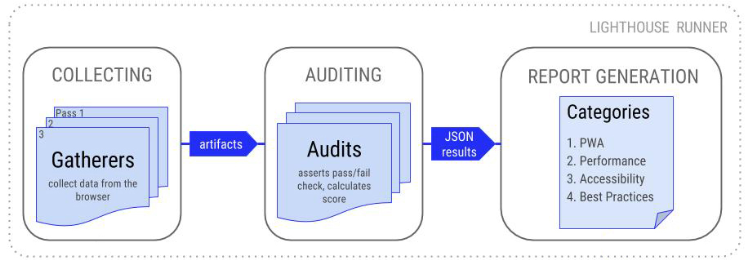 LIGHTHOUSE RUNNER
COLLECTING
Pass 1
2
3
Gatherers
collect data from the
browser
artifacts
AUDITING
Audits
asserts pass/fail
check, calculates
score
JSON
results
REPORT GENERATION
Categories
1. PWA
2. Performance
3. Accessibility
4. Best Practices